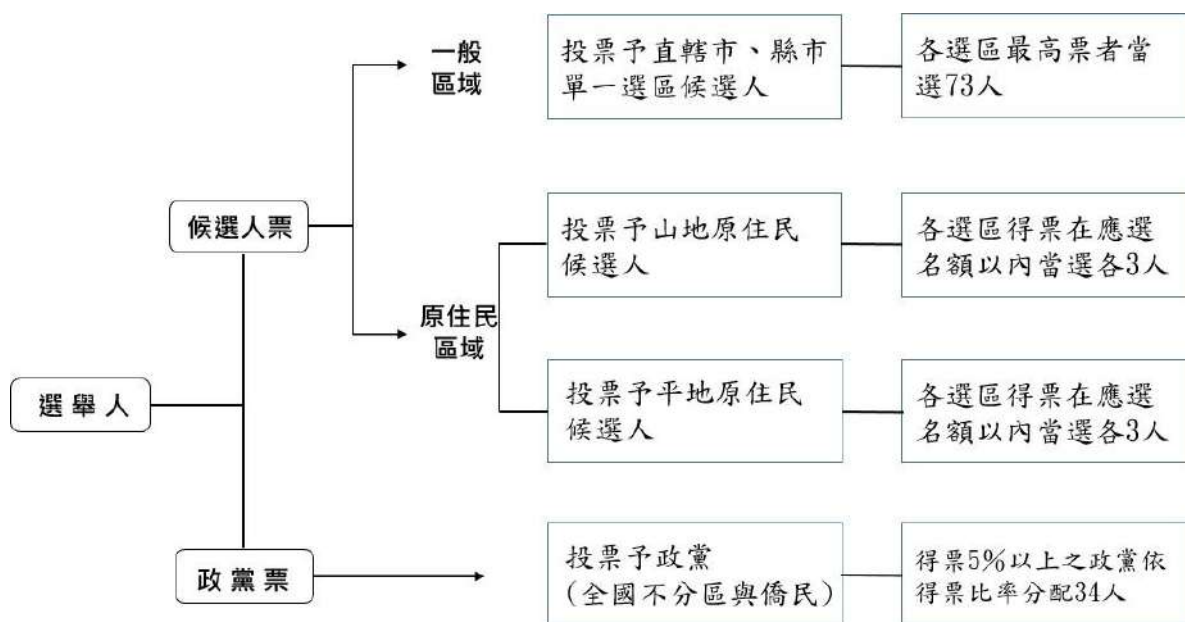 一般
區域
投票予直轄市、縣市
單一選區候選人
各選區最高票者當
選73人
候選人票
投票予山地原住民
候選人
各選區得票在應選
名額以內當選各3人
原住民
區域
選舉人
投票予平地原住民
候選人
各選區得票在應選
名額以內當選各3人
政黨票
投票予政黨
(全國不分區與僑民)
得票5%以上之政黨依
得票比率分配34人